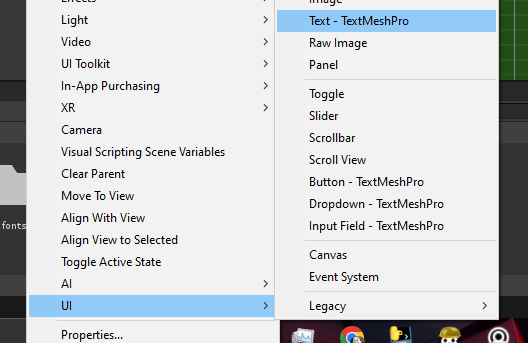 Effects
Light
Video
UI Toolkit
In-App Purchasing
XR
Camera
Visual Scripting Scene Variables
Clear Parent
Move To View
Align With View
Align View to Selected
Toggle Active State
AI
UI
Properties...
Image
Text - TextMeshPro
Raw Image
Panel
Toggle
Slider
Scrollbar
Scroll View
Button - TextMeshPro
Dropdown - TextMeshPro
Input Field - TextMeshPro
Canvas
Event System
Legacy
fonts